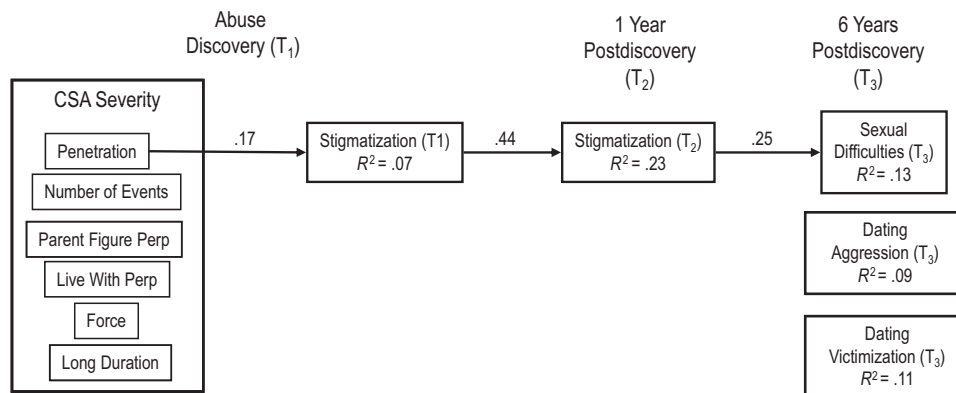 Abuse
Discovery (T1)
1 Year
Postdiscovery
(T2)
6 Years
Postdiscovery
(T3)
CSA Severity
Penetration
Number of Events
Parent Figure Perp
Live With Perp
Force
Long Duration
.17
Stigmatization (T1)
R² = .07
.44
Stigmatization (T2)
R² = .23
.25
Sexual
Difficulties (T3)
R² = .13
Dating
Aggression (T3)
R² = .09
Dating
Victimization (T3)
R² = .11